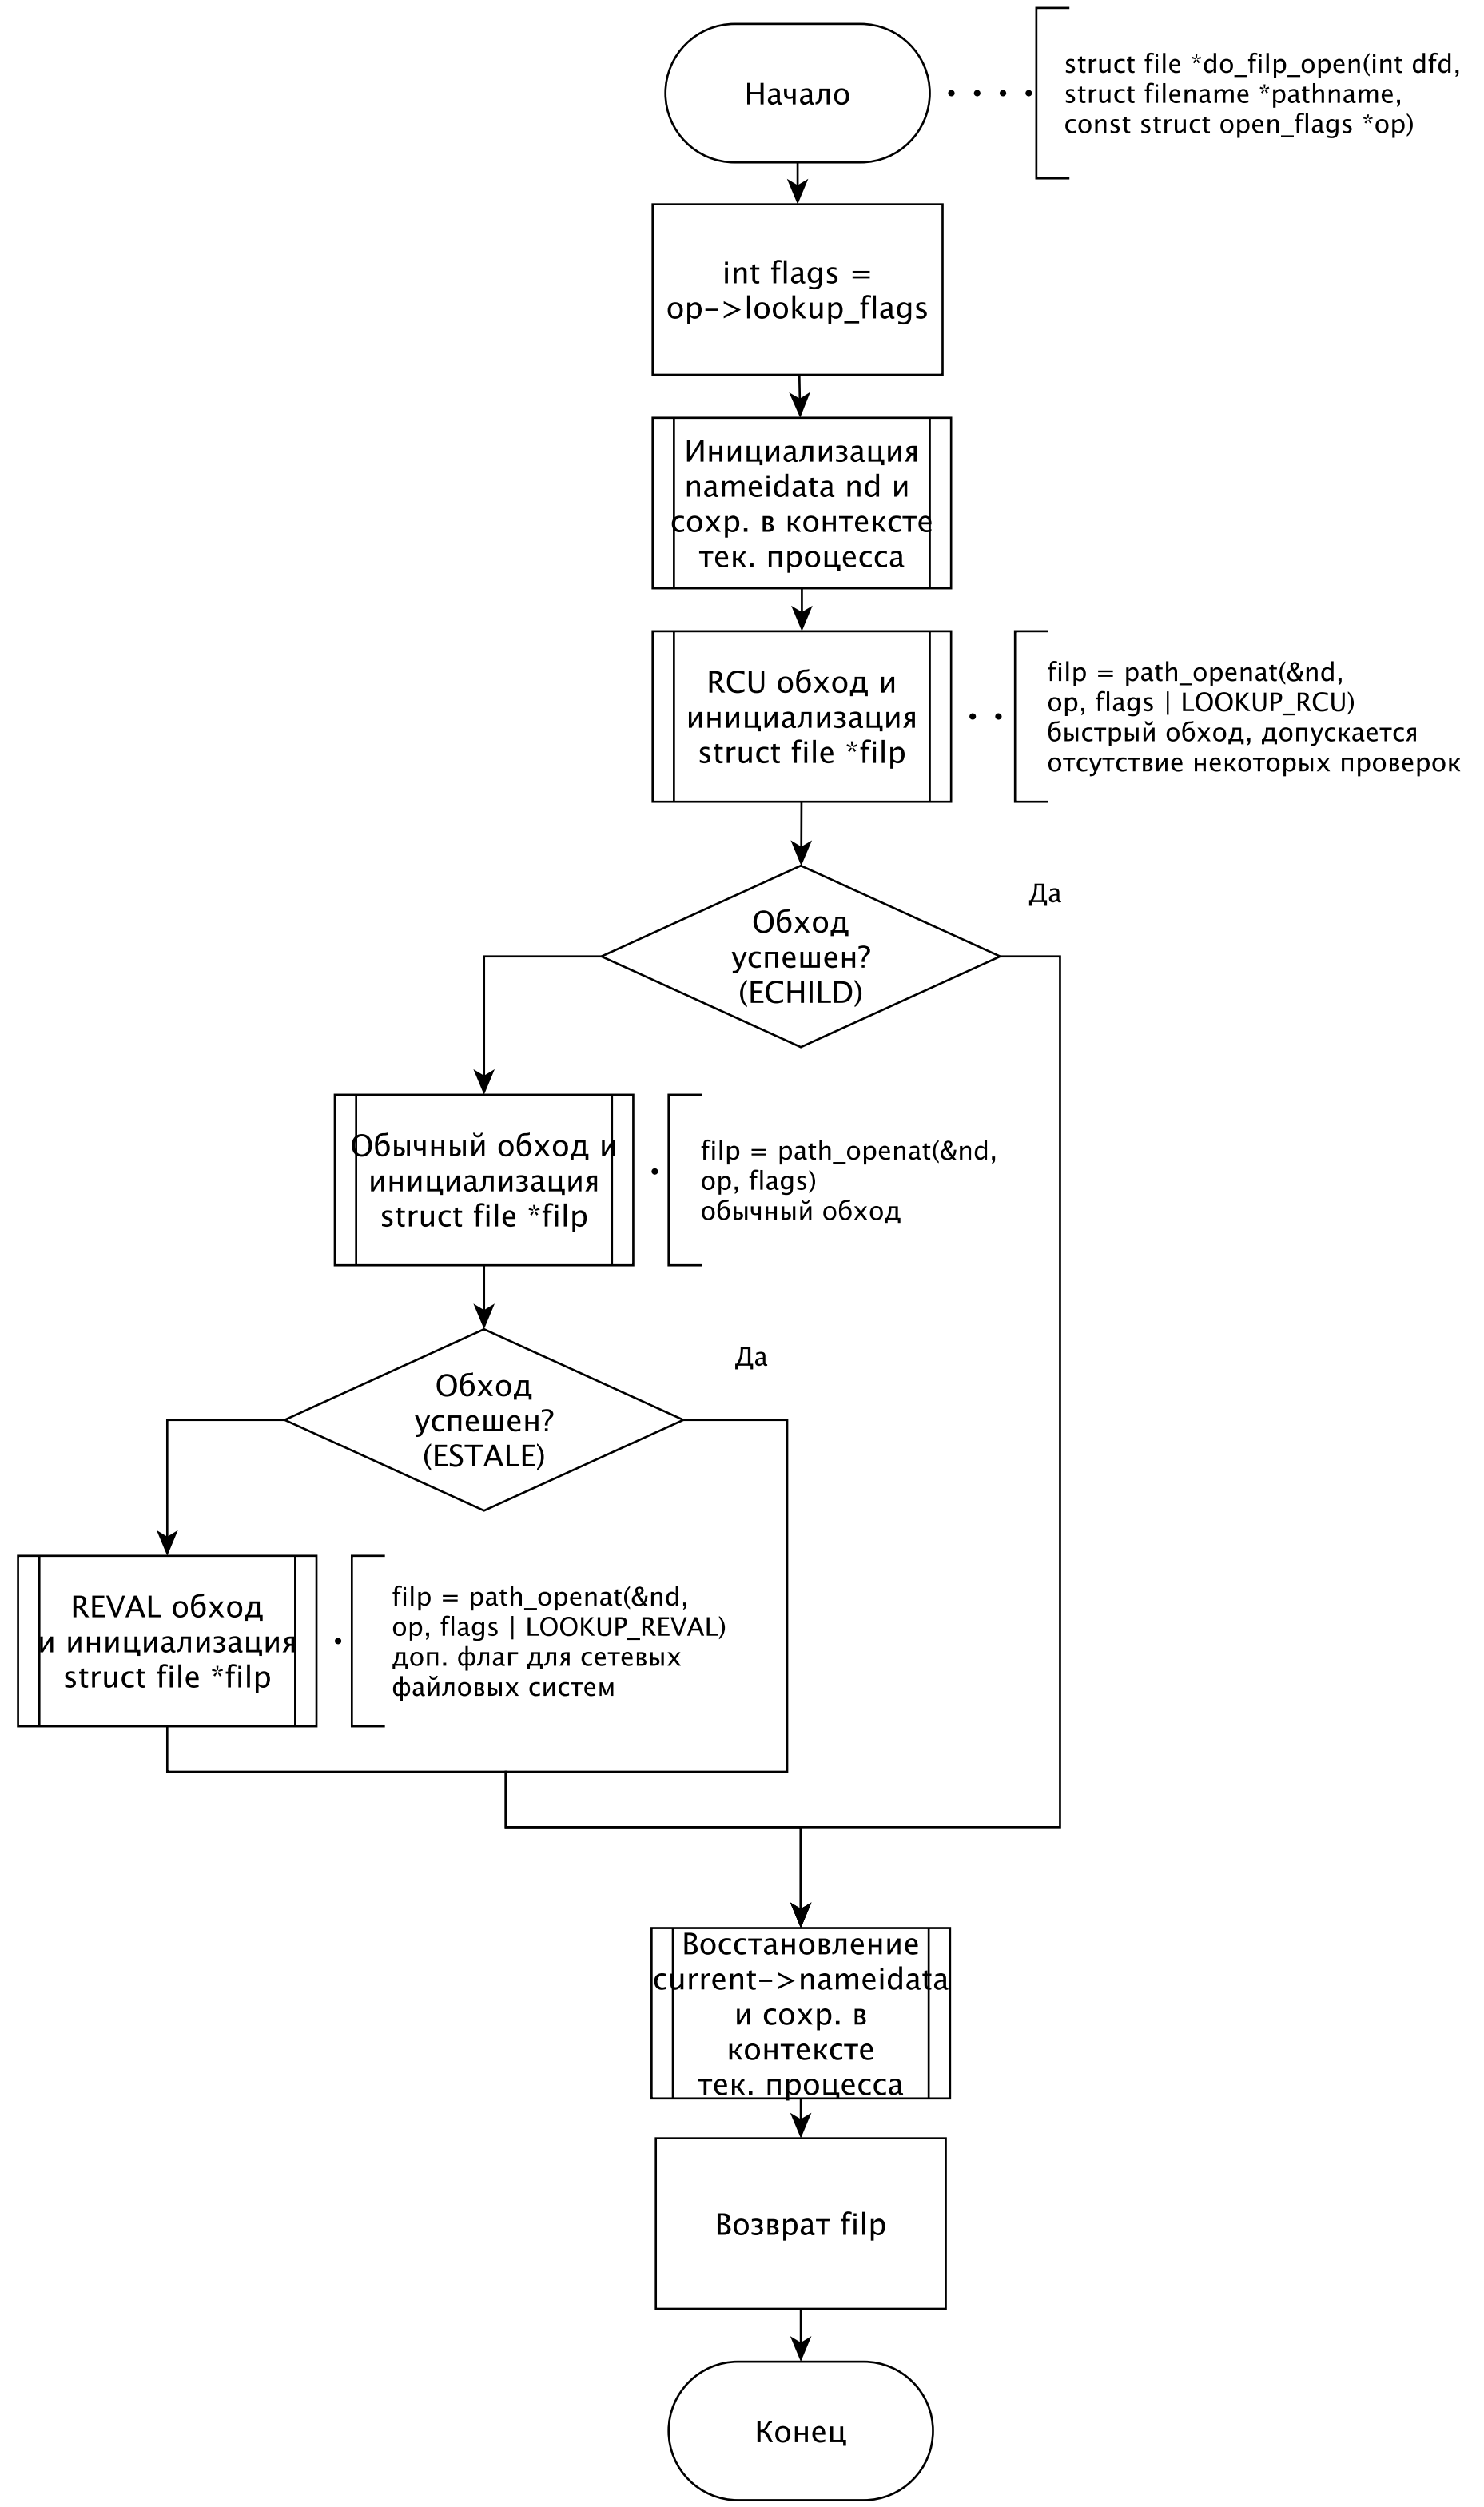 Начало
struct file *do_filp_open(int dfd,
struct filename *pathname,
const struct open_flags *op)
int flags =
op->lookup_flags
Инициализация
nameidata nd и
сохр. в контексте
тек. процесса
RCU обход и
инициализация
struct file *filp
filp = path_openat(&nd,
op, flags | LOOKUP_RCU)
быстрый обход, допускается
отсутствие некоторых проверок
Да
Обход
успешен?
(ECHILD)
Обычный обход и
инициализация
struct file *filp
filp = path_openat(&nd,
op, flags)
обычный обход
Да
Обход
успешен?
(ESTALE)
REVAL обход
и инициализация
struct file *filp
filp = path_openat(&nd,
op, flags | LOOKUP_REVAL)
доп. флаг для сетевых
файловых систем
Восстановление
current->nameidata
и сохр. в
контексте
тек. процесса
Возврат filp
Конец